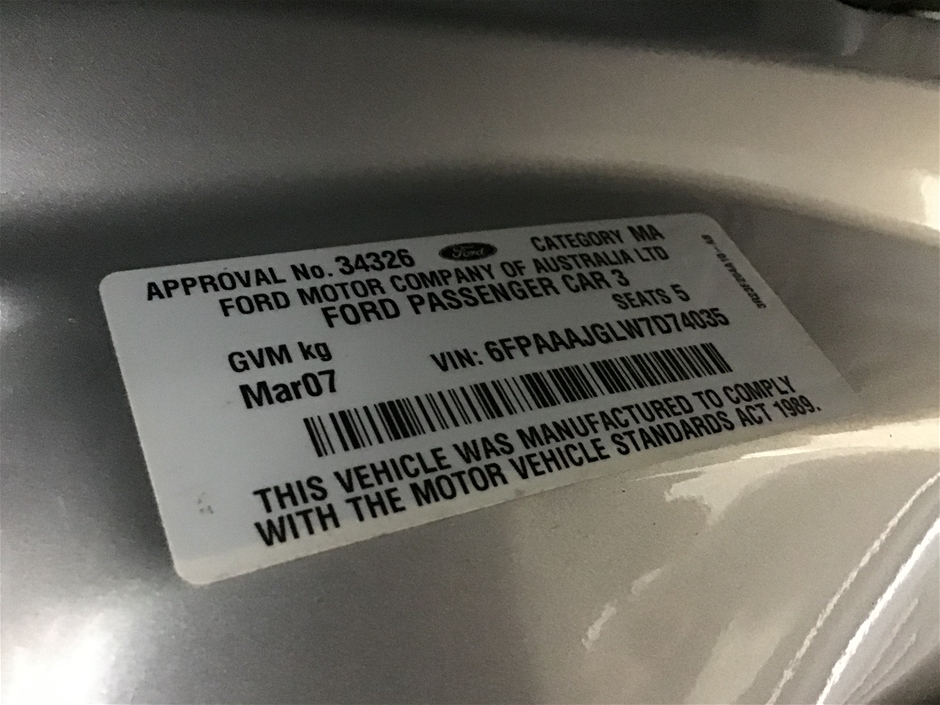 APPROVAL No. 34326 Ford CATEGORY MA
FORD MOTOR COMPANY OF AUSTRALIA LTD
FORD PASSENGER CAR 3
SEATS 5
GVM kg
Mar07
VIN: 6FPAAAJGLW7D74035
THIS VEHICLE WAS MANUFACTURED TO COMPLY
WITH THE MOTOR VEHICLE STANDARDS ACT 1989.